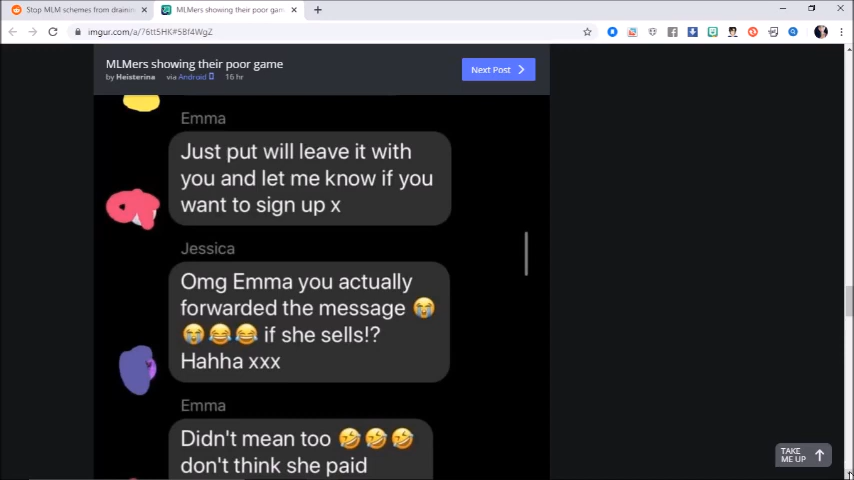 Stop MLM schemes from drainin
MLMers showing their poor gam
imgur.com/a/76tt5HK#58f4WgZ
MLMers showing their poor game
by Heisterina via Android 16 hr
Next Post
Emma
Just put will leave it with
you and let me know if you
want to sign up x
Jessica
Omg Emma you actually
forwarded the message 😭
😭😂😂 if she sells!?
Hahha xxx
Emma
Didn't mean too 🤣🤣🤣
don't think she paid
TAKE
ME UP